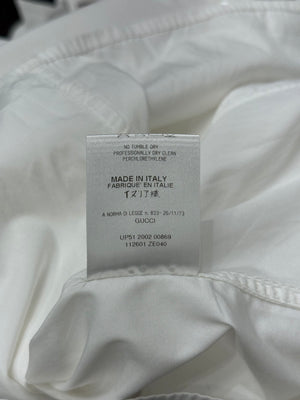 NO TUMBLE DRY
PROFESSIONALLY DRY CLEAN
PERCHLORETHYLENE
MADE IN ITALY
FABRIQUE' EN ITALIE
A NORMA DI LEGGE n. 833- 26/11/73
GUCCI
UP51 2002 00869
112601 ZE040